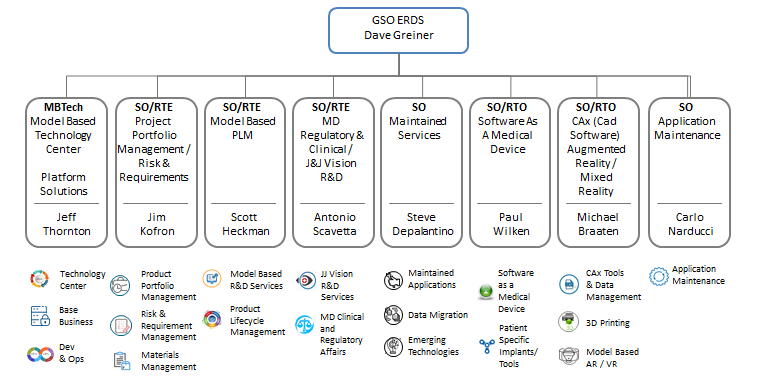 GSO ERDS
Dave Greiner
MBTech
Model Based
Technology
Center
Platform
Solutions
Jeff
Thornton
SO/RTE
Project
Portfolio
Management /
Risk &
Requirements
Jim
Kofron
SO/RTE
Model Based
PLM
Scott
Heckman
SO/RTE
MD
Regulatory &
Clinical /
J&J Vision
R&D
Antonio
Scavetta
SO
Maintained
Services
Steve
Depalantino
SO/RTO
Software As
A Medical
Device
Paul
Wilken
SO/RTO
CAx (Cad
Software)
Augmented
Reality /
Mixed
Reality
Michael
Braaten
SO
Application
Maintenance
Carlo
Narducci
Technology
Center
Base
Business
Dev
& Ops
Product
Portfolio
Management
Risk &
Requirement
Management
Materials
Management
Model Based
R&D Services
Product
Lifecycle
Management
JJ Vision
R&D
Services
MD Clinical
and
Regulatory
Affairs
Maintained
Applications
Data Migration
Emerging
Technologies
Software
as a
Medical
Device
Patient
Specific
Implants/
Tools
CAx Tools
& Data
Management
3D Printing
Model Based
AR / VR
Application
Maintenance